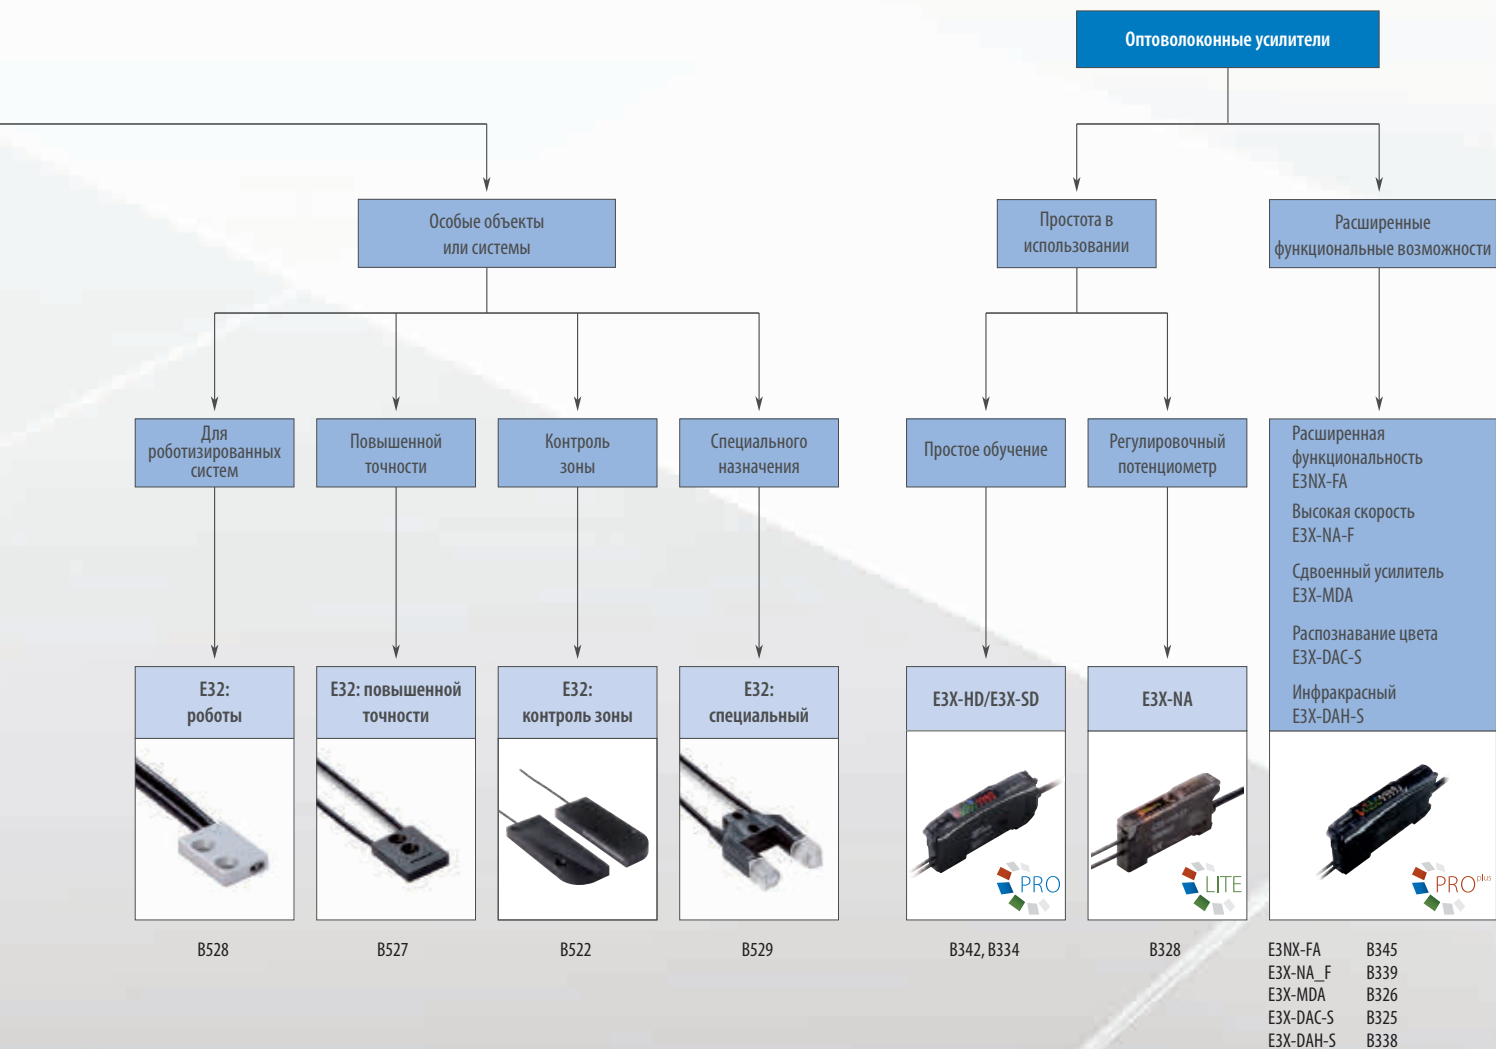 Оптоволоконные усилители
Особые объекты
или системы
Простота в
использовании
Расширенные
функциональные возможности
Для
роботизированных
систем
Повышенной
точности
Контроль
зоны
Специального
назначения
Простое обучение
Регулировочный
потенциометр
Расширенная
функциональность
E3NX-FA
Высокая скорость
E3X-NA-F
Сдвоенный усилитель
E3X-MDA
Распознавание цвета
E3X-DAC-S
Инфракрасный
E3X-DAH-S
E32:
роботы
E32: повышенной
точности
E32:
контроль зоны
E32:
специальный
E3X-HD/E3X-SD
E3X-NA
PRO
LITE
PROplus
B528
B527
B522
B529
B342, B334
B328
E3NX-FA B345
E3X-NA_F B339
E3X-MDA B326
E3X-DAC-S B325
E3X-DAH-S B338